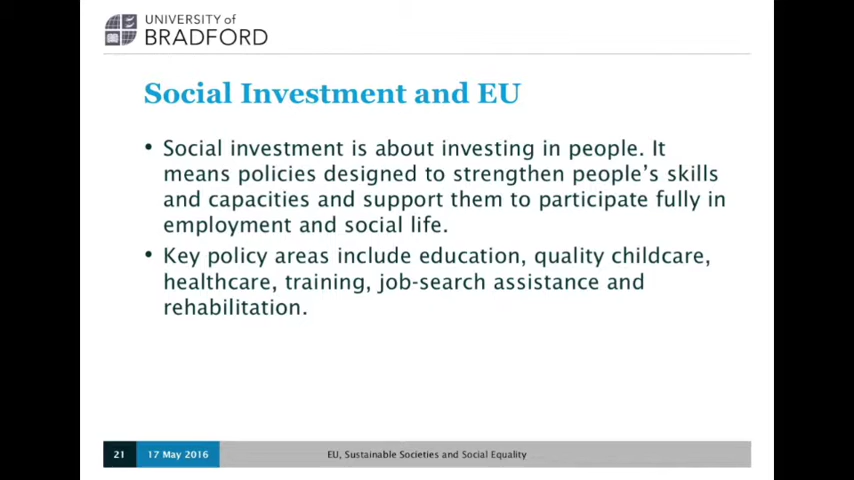 UNIVERSITY of
BRADFORD
Social Investment and EU
• Social investment is about investing in people. It
means policies designed to strengthen people's skills
and capacities and support them to participate fully in
employment and social life.
• Key policy areas include education, quality childcare,
healthcare, training, job-search assistance and
rehabilitation.
21 17 May 2016 EU, Sustainable Societies and Social Equality